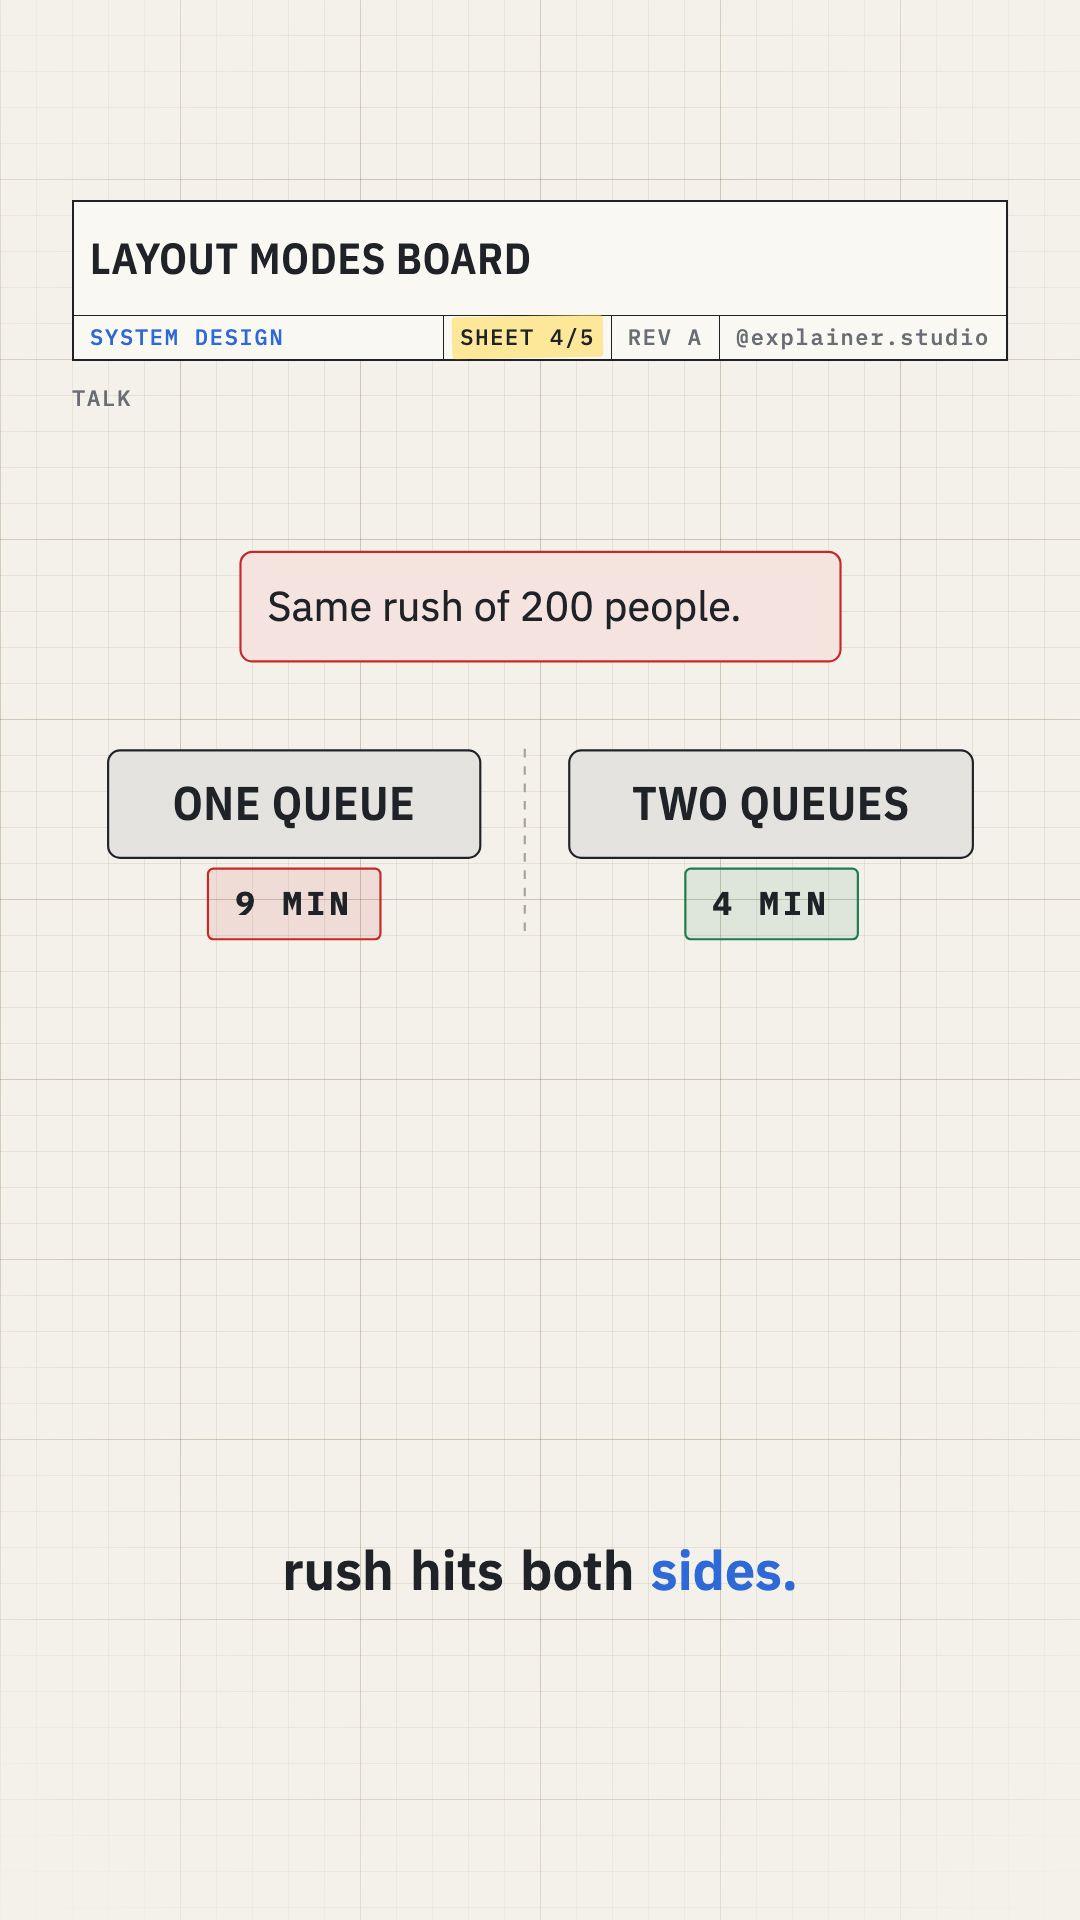 LAYOUT MODES BOARD
SYSTEM DESIGN SHEET 4/5 REV A @explainer.studio
TALK
Same rush of 200 people.
ONE QUEUE TWO QUEUES
9 MIN 4 MIN
rush hits both sides.